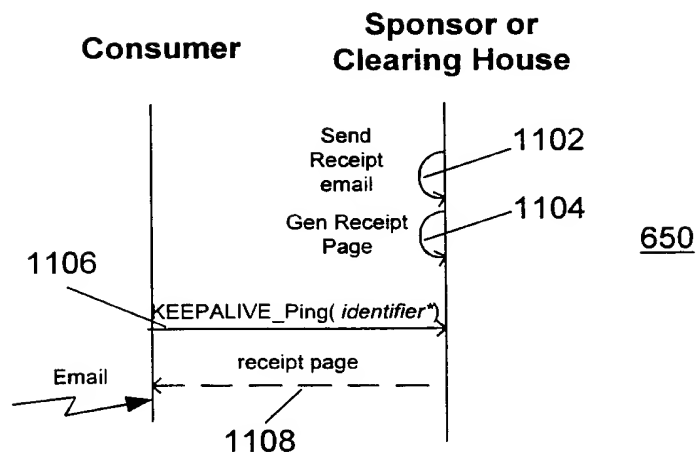 Consumer
Sponsor or
Clearing House
Send
Receipt
email
1102
Gen Receipt
Page
1104
650
1106
KEEPALIVE_Ping( identifier*)
receipt page
Email
1108